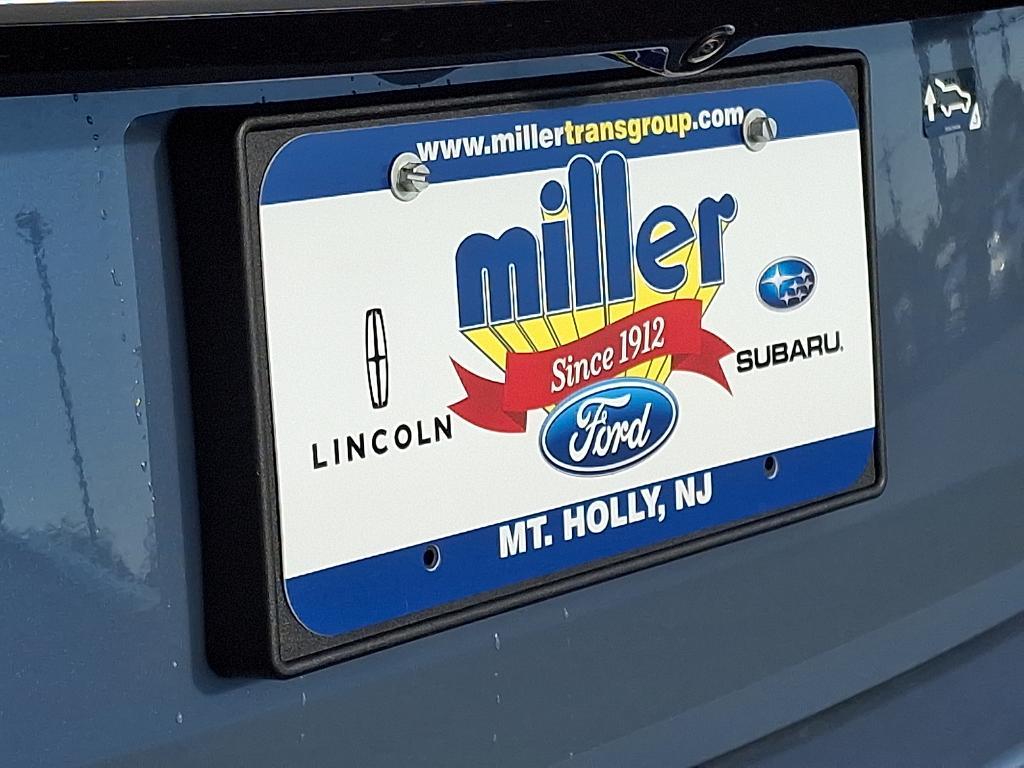 www.millertransgroup.com
miller
Since 1912
LINCOLN
Ford
SUBARU.
MT. HOLLY, NJ